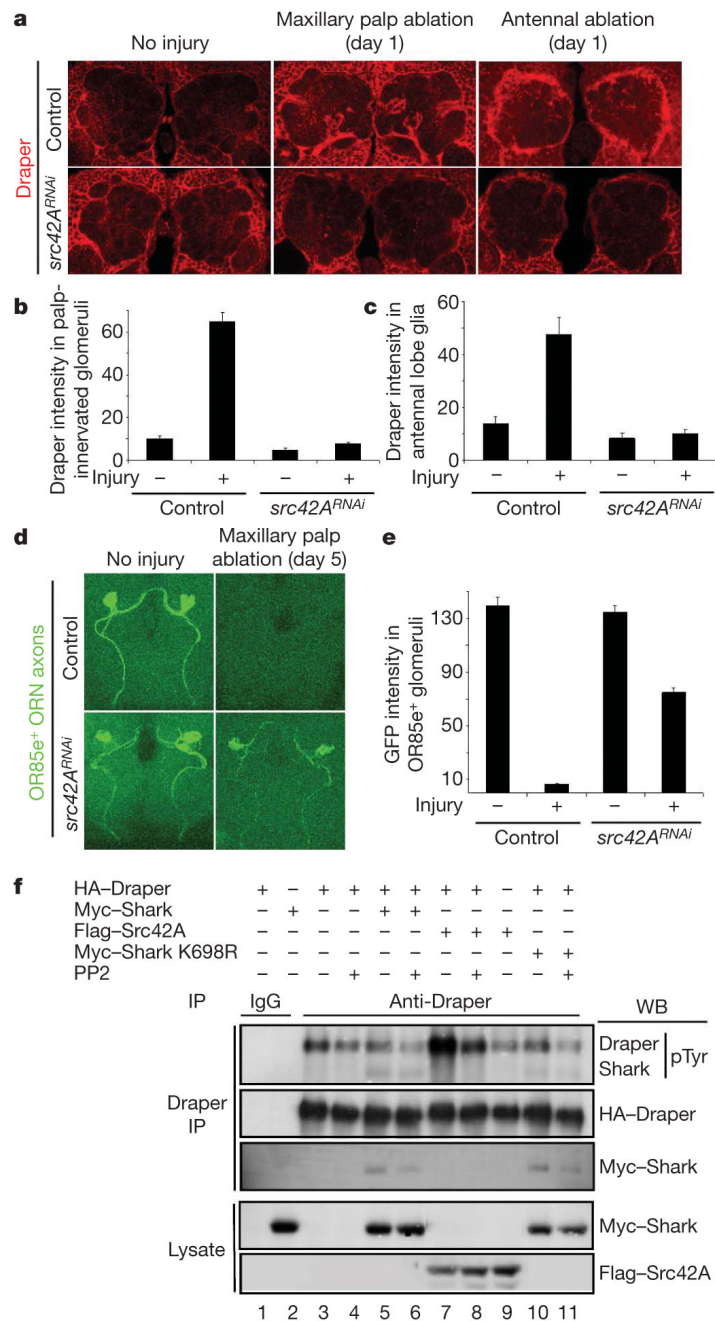 a
No injury
Maxillary palp ablation
(day 1)
Antennal ablation
(day 1)
Draper
Control
src42A^RNAi
b
Draper intensity in palp-
innervated glomeruli
60
40
20
0
Injury
– + – +
Control
src42A^RNAi
c
Draper intensity in
antennal lobe glia
60
40
20
0
Injury
– + – +
Control
src42A^RNAi
d
No injury
Maxillary palp
ablation (day 5)
OR85e+ ORN axons
Control
src42A^RNAi
e
GFP intensity in
OR85e+ glomeruli
130
90
50
10
Injury
– + – +
Control
src42A^RNAi
f
HA–Draper + – + + + + + + – + +
Myc–Shark – + – – + + – – – – –
Flag–Src42A – – – – – – + + + – –
Myc–Shark K698R – – – – – – – – – + +
PP2 – – – + – + – + – – +
IP IgG Anti-Draper WB
Draper IP
Draper
Shark
pTyr
HA–Draper
Myc–Shark
Lysate
Myc–Shark
Flag–Src42A
1 2 3 4 5 6 7 8 9 10 11